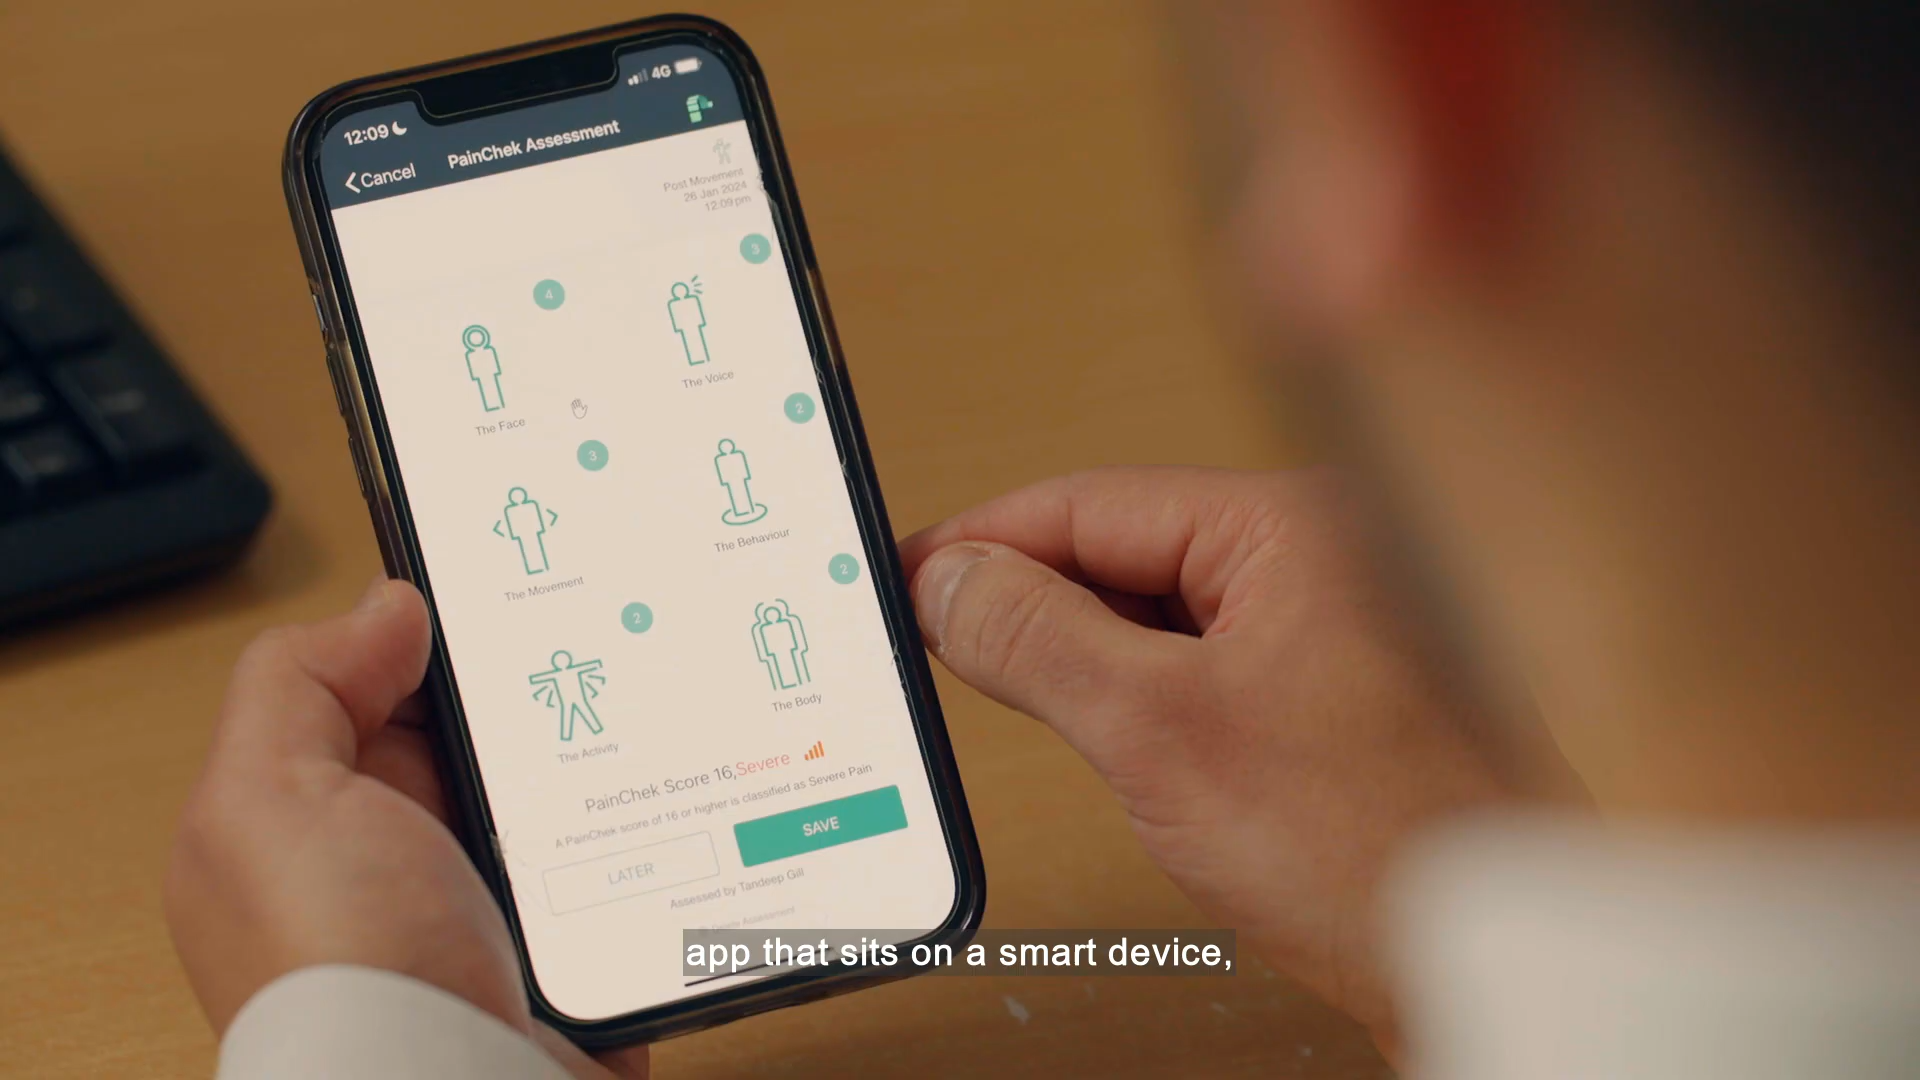 12:09
4G
Cancel
PainChek Assessment
Post Movement
26 Jan 2024
12:09 pm
4
3
The Face
The Voice
3
2
The Movement
The Behaviour
2
2
The Activity
The Body
PainChek Score 16, Severe
A PainChek score of 16 or higher is classified as Severe Pain
LATER
SAVE
Assessed by Tandeep Gill
Delete Assessment
app that sits on a smart device,